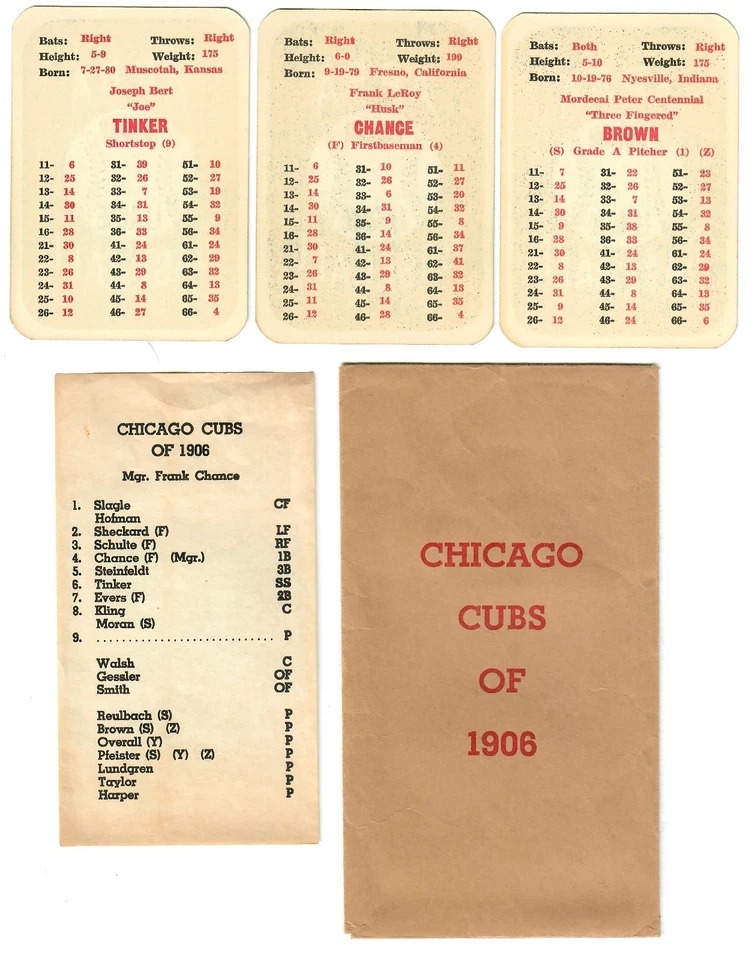 Bats: Right Throws: Right
Height: 5-9 Weight: 175
Born: 7-27-80 Muscotah, Kansas
Joseph Bert
"Joe"
TINKER
Shortstop (9)
11- 6 31- 39 51- 10
12- 25 32- 26 52- 27
13- 14 33- 7 53- 19
14- 30 34- 31 54- 32
15- 11 35- 13 55- 9
16- 28 36- 33 56- 34
21- 30 41- 24 61- 24
22- 8 42- 13 62- 29
23- 26 43- 29 63- 32
24- 31 44- 8 64- 13
25- 10 45- 14 65- 35
26- 12 46- 27 66- 4
Bats: Right Throws: Right
Height: 6-0 Weight: 190
Born: 9-19-79 Fresno, California
Frank LeRoy
"Husk"
CHANCE
(F) Firstbaseman (4)
11- 6 31- 10 51- 11
12- 25 32- 26 52- 27
13- 14 33- 6 53- 20
14- 30 34- 31 54- 32
15- 11 35- 9 55- 8
16- 28 36- 14 56- 34
21- 30 41- 24 61- 37
22- 7 42- 13 62- 41
23- 26 43- 29 63- 32
24- 31 44- 8 64- 13
25- 11 45- 14 65- 35
26- 12 46- 28 66- 4
Bats: Both Throws: Right
Height: 5-10 Weight: 175
Born: 10-19-76 Nyesville, Indiana
Mordecai Peter Centennial
"Three Fingered"
BROWN
(S) Grade A Pitcher (1) (Z)
11- 7 31- 22 51- 23
12- 25 32- 26 52- 27
13- 14 33- 7 53- 13
14- 30 34- 31 54- 32
15- 9 35- 38 55- 8
16- 28 36- 33 56- 34
21- 30 41- 24 61- 24
22- 8 42- 13 62- 29
23- 26 43- 29 63- 32
24- 31 44- 8 64- 13
25- 9 45- 14 65- 35
26- 12 46- 24 66- 6
CHICAGO CUBS
OF 1906
Mgr. Frank Chance
1. Slagle CF
Hofman
2. Sheckard (F) LF
3. Schulte (F) RF
4. Chance (F) (Mgr.) 1B
5. Steinfeldt 3B
6. Tinker SS
7. Evers (F) 2B
8. Kling C
Moran (S)
9. ............................ P
Walsh C
Gessler OF
Smith OF
Reulbach (S) P
Brown (S) (Z) P
Overall (Y) P
Pfeister (S) (Y) (Z) P
Lundgren P
Taylor P
Harper P
CHICAGO
CUBS
OF
1906